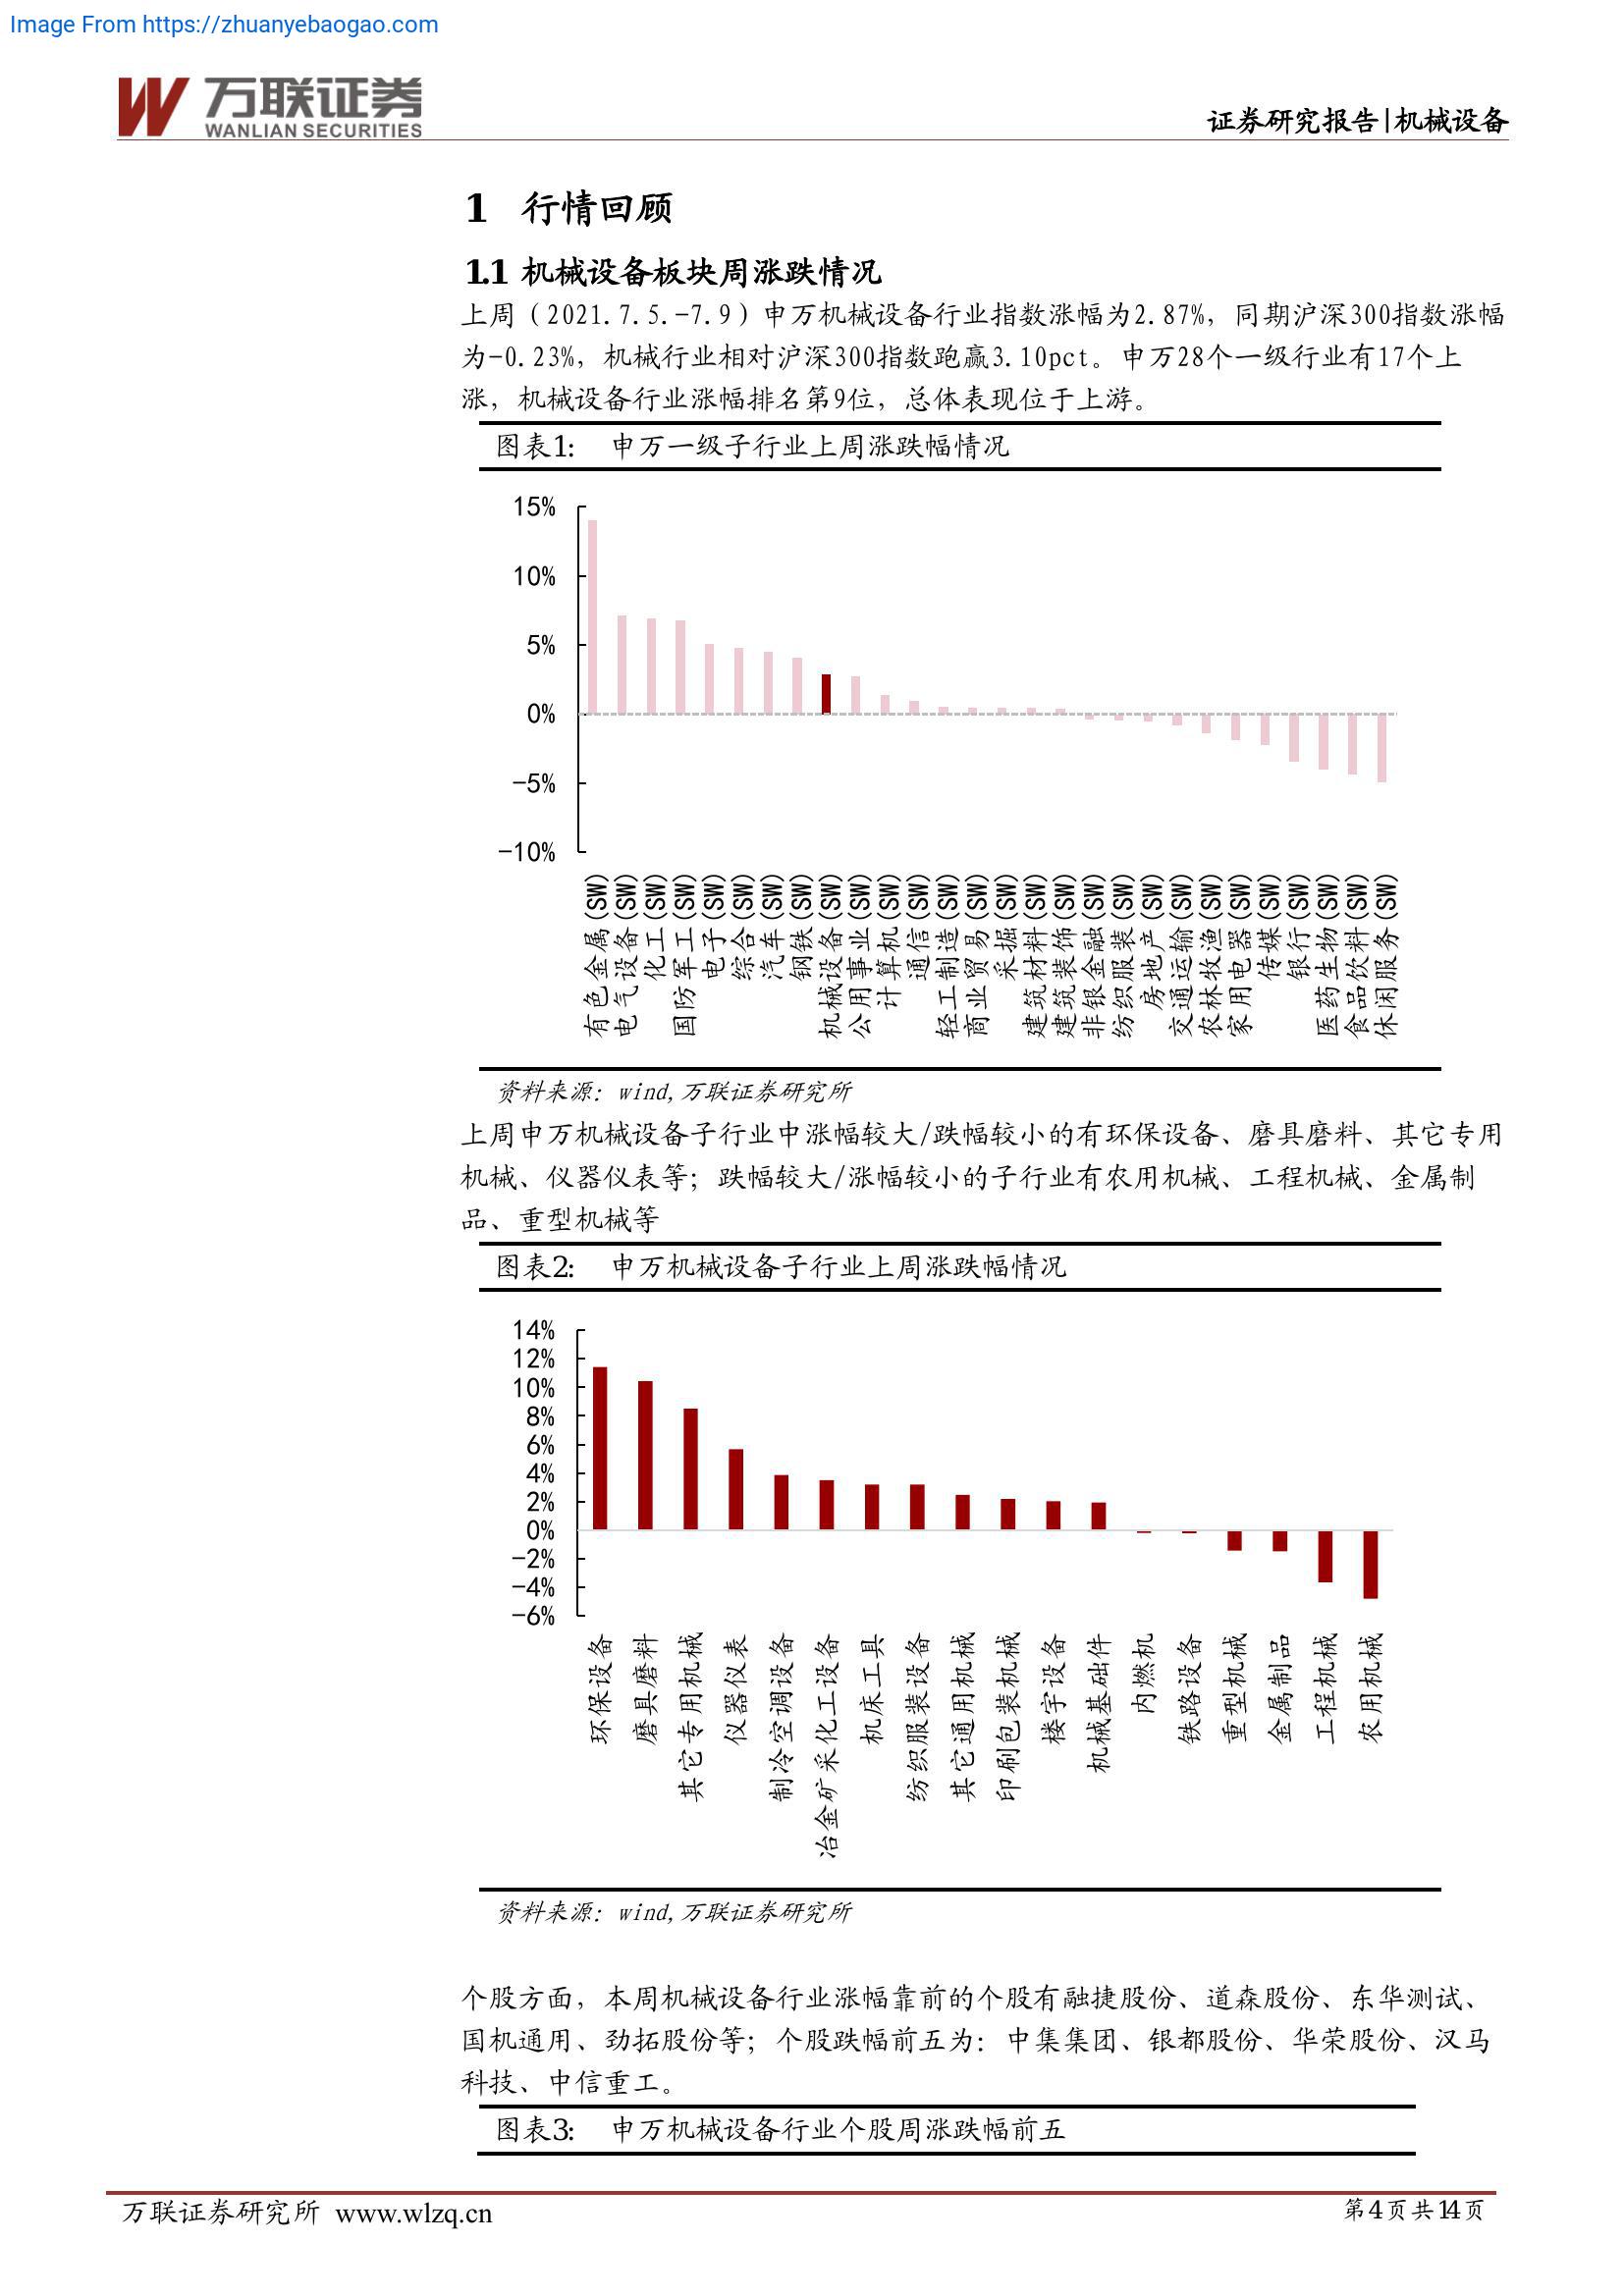 Image From https://zhuanyebaogao.com
万联证券
WANLIAN SECURITIES
证券研究报告|机械设备
1 行情回顾
1.1 机械设备板块周涨跌情况
上周（2021.7.5.-7.9）申万机械设备行业指数涨幅为2.87%，同期沪深300指数涨幅
为-0.23%，机械行业相对沪深300指数跑赢3.10pct。申万28个一级行业有17个上
涨，机械设备行业涨幅排名第9位，总体表现位于上游。
图表1: 申万一级子行业上周涨跌幅情况
15%
10%
5%
0%
-5%
-10%
有色金属(SW)
电气设备(SW)
化工(SW)
国防军工(SW)
电子(SW)
综合(SW)
汽车(SW)
钢铁(SW)
机械设备(SW)
公用事业(SW)
计算机(SW)
通信(SW)
轻工制造(SW)
商业贸易(SW)
采掘(SW)
建筑材料(SW)
建筑装饰(SW)
非银金融(SW)
纺织服装(SW)
房地产(SW)
交通运输(SW)
农林牧渔(SW)
家用电器(SW)
传媒(SW)
银行(SW)
医药生物(SW)
食品饮料(SW)
休闲服务(SW)
资料来源：wind,万联证券研究所
上周申万机械设备子行业中涨幅较大/跌幅较小的有环保设备、磨具磨料、其它专用
机械、仪器仪表等；跌幅较大/涨幅较小的子行业有农用机械、工程机械、金属制
品、重型机械等
图表2: 申万机械设备子行业上周涨跌幅情况
14%
12%
10%
8%
6%
4%
2%
0%
-2%
-4%
-6%
环保设备
磨具磨料
其它专用机械
仪器仪表
制冷空调设备
冶金矿采化工设备
机床工具
纺织服装设备
其它通用机械
印刷包装机械
楼宇设备
机械基础件
内燃机
铁路设备
重型机械
金属制品
工程机械
农用机械
资料来源：wind,万联证券研究所
个股方面，本周机械设备行业涨幅靠前的个股有融捷股份、道森股份、东华测试、
国机通用、劲拓股份等；个股跌幅前五为：中集集团、银都股份、华荣股份、汉马
科技、中信重工。
图表3: 申万机械设备行业个股周涨跌幅前五
万联证券研究所 www.wlzq.cn
第4页共14页